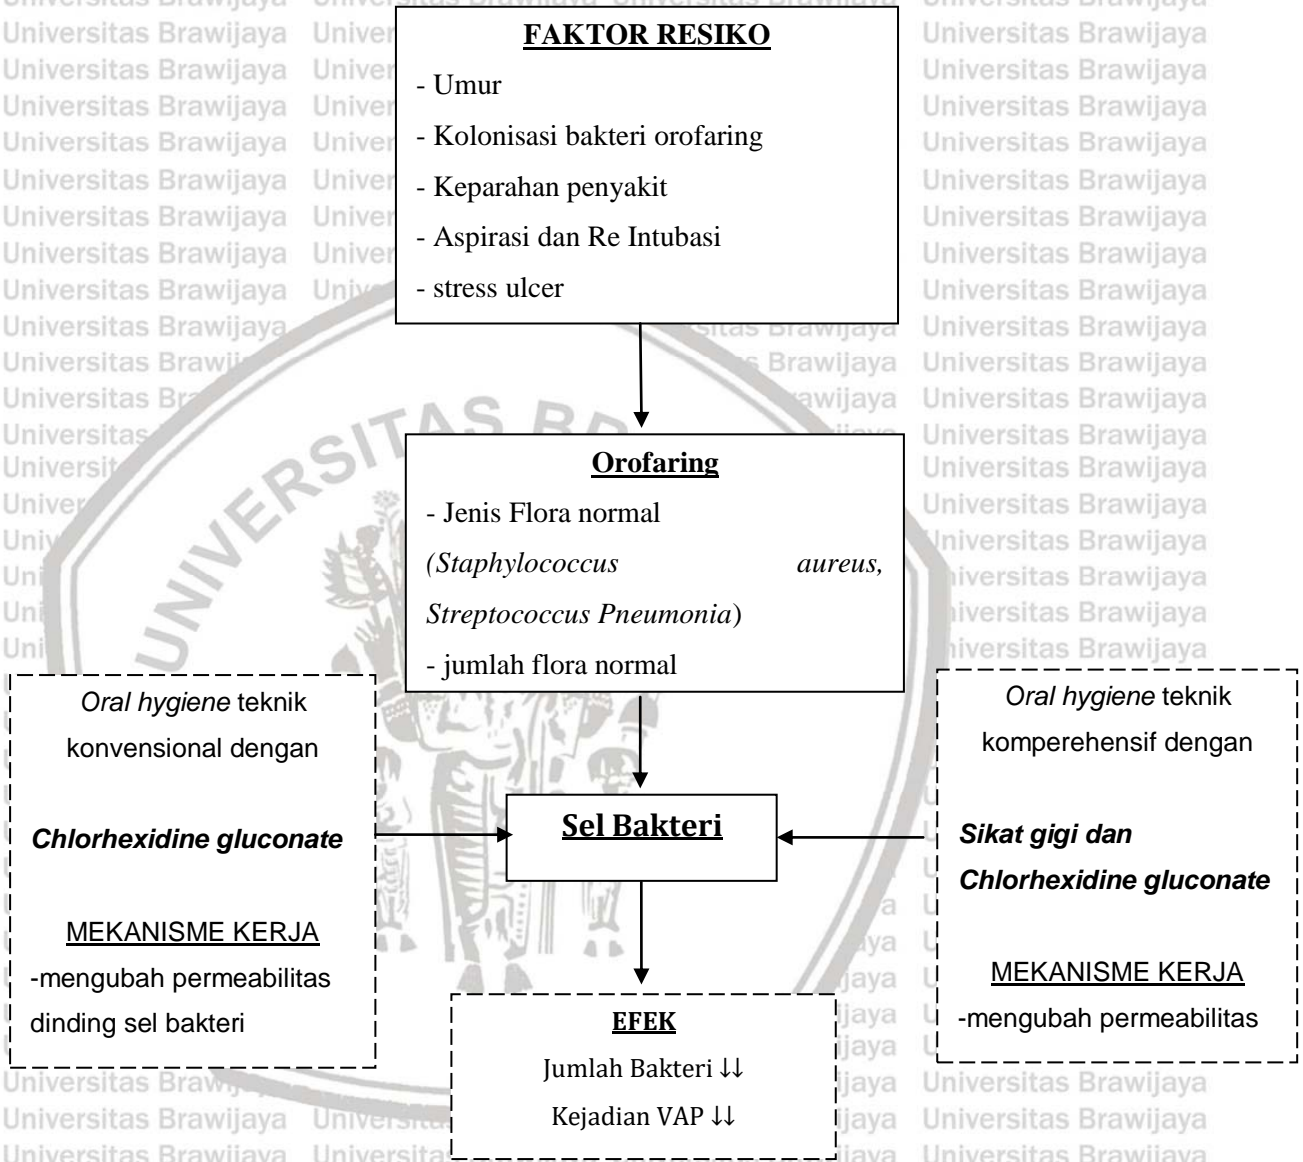 FAKTOR RESIKO
- Umur
- Kolonisasi bakteri orofaring
- Keparahan penyakit
- Aspirasi dan Re Intubasi
- stress ulcer
Orofaring
- Jenis Flora normal
(Staphylococcus aureus,
Streptococcus Pneumonia)
- jumlah flora normal
Oral hygiene teknik
konvensional dengan
Chlorhexidine gluconate
MEKANISME KERJA
-mengubah permeabilitas
dinding sel bakteri
Sel Bakteri
Oral hygiene teknik
komperehensif dengan
Sikat gigi dan
Chlorhexidine gluconate
MEKANISME KERJA
-mengubah permeabilitas
EFEK
Jumlah Bakteri ↓↓
Kejadian VAP ↓↓
Universitas Brawijaya